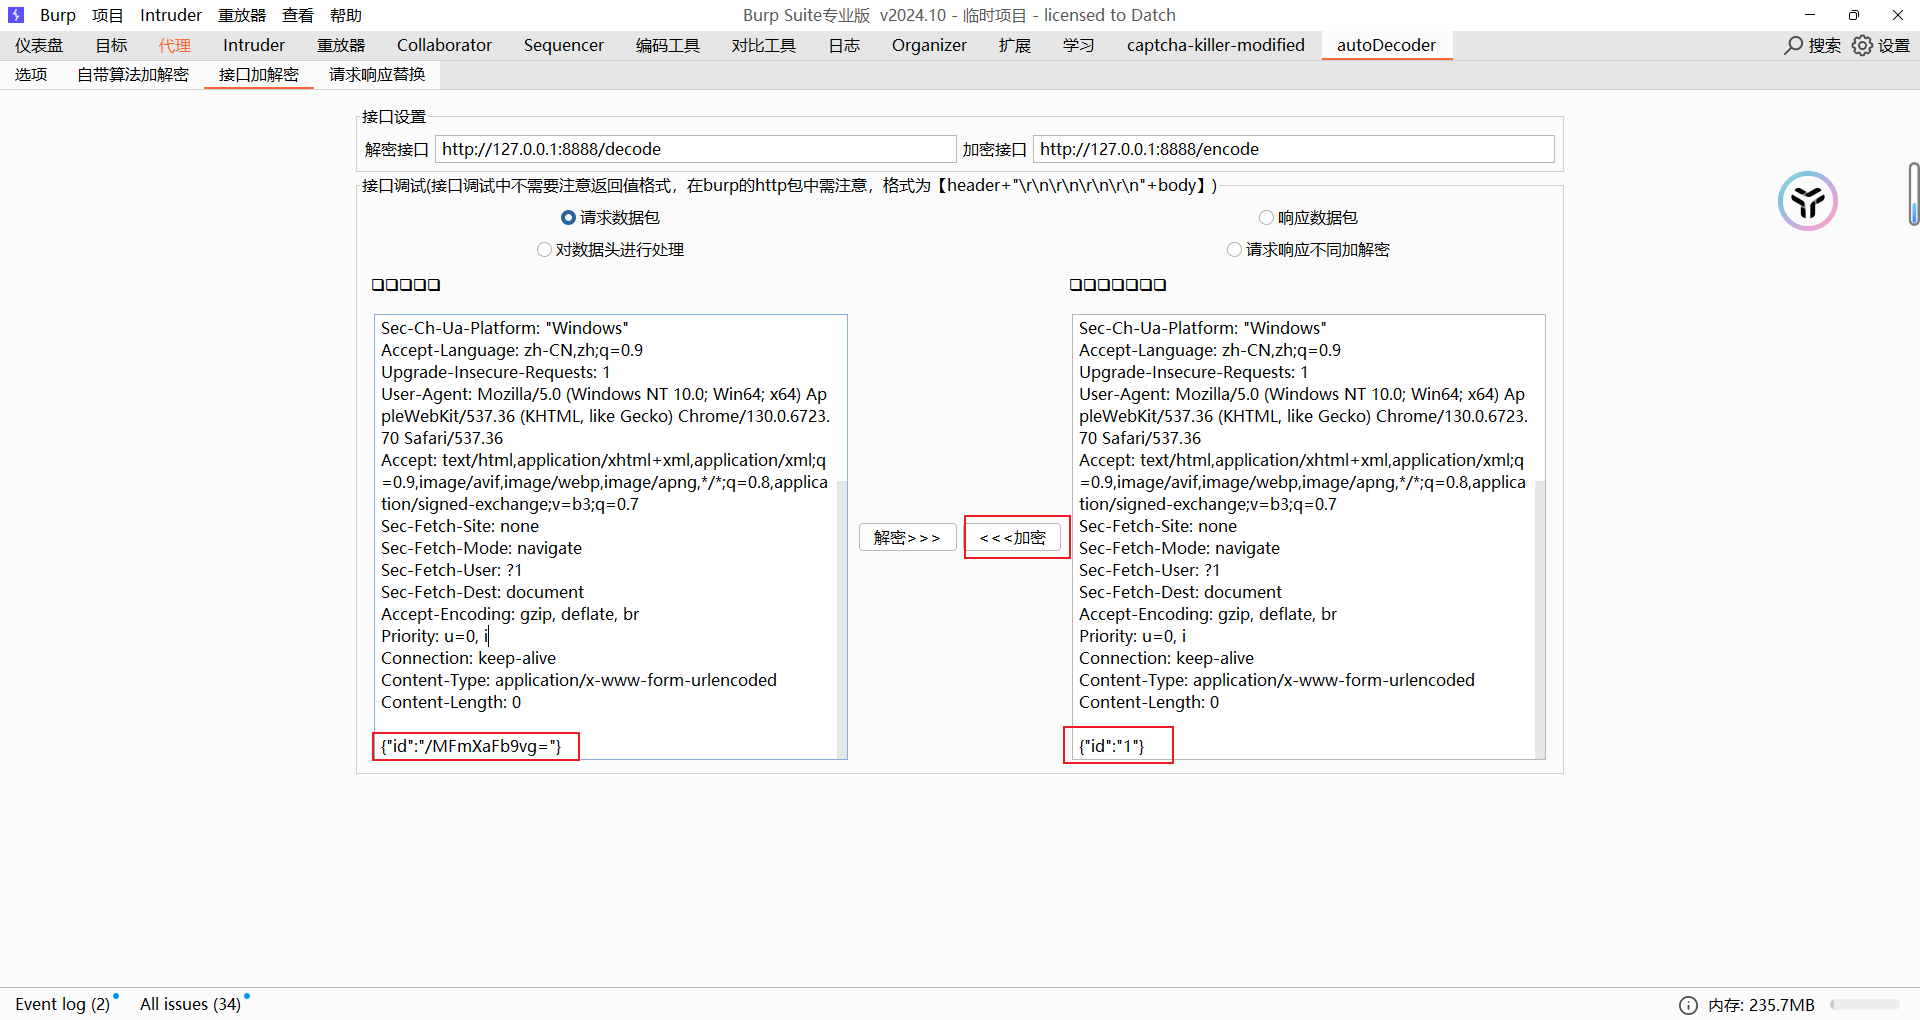 Burp 项目 Intruder 重放器 查看 帮助
Burp Suite专业版 v2024.10 - 临时项目 - licensed to Datch
仪表盘 目标 代理 Intruder 重放器 Collaborator Sequencer 编码工具 对比工具 日志 Organizer 扩展 学习 captcha-killer-modified autoDecoder 搜索 设置
选项 自带算法加解密 接口加解密 请求响应替换
接口设置
解密接口 http://127.0.0.1:8888/decode 加密接口 http://127.0.0.1:8888/encode
接口调试(接口调试中不需要注意返回值格式，在burp的http包中需注意，格式为【header+"\r\n\r\n\r\n\r\n"+body】)
请求数据包 响应数据包
对数据头进行处理 请求响应不同加解密
Sec-Ch-Ua-Platform: "Windows"
Accept-Language: zh-CN,zh;q=0.9
Upgrade-Insecure-Requests: 1
User-Agent: Mozilla/5.0 (Windows NT 10.0; Win64; x64) Ap
pleWebKit/537.36 (KHTML, like Gecko) Chrome/130.0.6723.
70 Safari/537.36
Accept: text/html,application/xhtml+xml,application/xml;q
=0.9,image/avif,image/webp,image/apng,*/*;q=0.8,applica
tion/signed-exchange;v=b3;q=0.7
Sec-Fetch-Site: none
Sec-Fetch-Mode: navigate
Sec-Fetch-User: ?1
Sec-Fetch-Dest: document
Accept-Encoding: gzip, deflate, br
Priority: u=0, i
Connection: keep-alive
Content-Type: application/x-www-form-urlencoded
Content-Length: 0
{"id":"/MFmXaFb9vg="}
解密>>> <<<加密
Sec-Ch-Ua-Platform: "Windows"
Accept-Language: zh-CN,zh;q=0.9
Upgrade-Insecure-Requests: 1
User-Agent: Mozilla/5.0 (Windows NT 10.0; Win64; x64) Ap
pleWebKit/537.36 (KHTML, like Gecko) Chrome/130.0.6723.
70 Safari/537.36
Accept: text/html,application/xhtml+xml,application/xml;q
=0.9,image/avif,image/webp,image/apng,*/*;q=0.8,applica
tion/signed-exchange;v=b3;q=0.7
Sec-Fetch-Site: none
Sec-Fetch-Mode: navigate
Sec-Fetch-User: ?1
Sec-Fetch-Dest: document
Accept-Encoding: gzip, deflate, br
Priority: u=0, i
Connection: keep-alive
Content-Type: application/x-www-form-urlencoded
Content-Length: 0
{"id":"1"}
Event log (2) All issues (34) 内存: 235.7MB